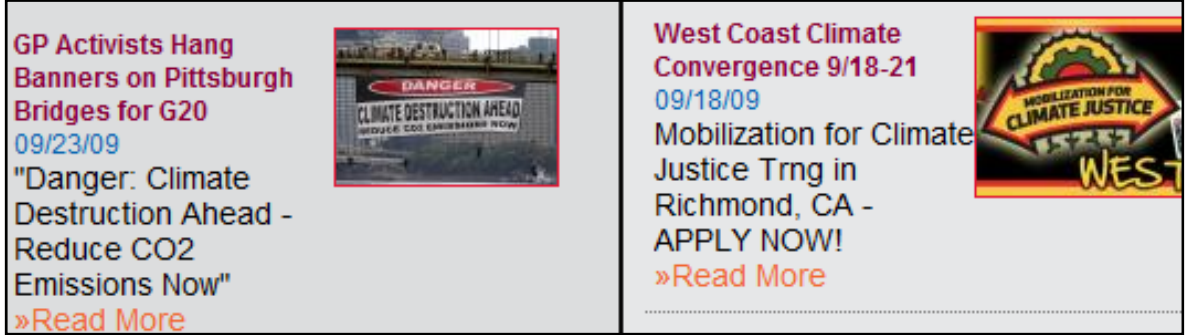 GP Activists Hang
Banners on Pittsburgh
Bridges for G20
09/23/09
"Danger: Climate
Destruction Ahead -
Reduce CO2
Emissions Now"
»Read More
DANGER
CLIMATE DESTRUCTION AHEAD
REDUCE CO2 EMISSIONS NOW
West Coast Climate
Convergence 9/18-21
09/18/09
Mobilization for Climate
Justice Trng in
Richmond, CA -
APPLY NOW!
»Read More
MOBILIZATION FOR
CLIMATE JUSTICE
WEST